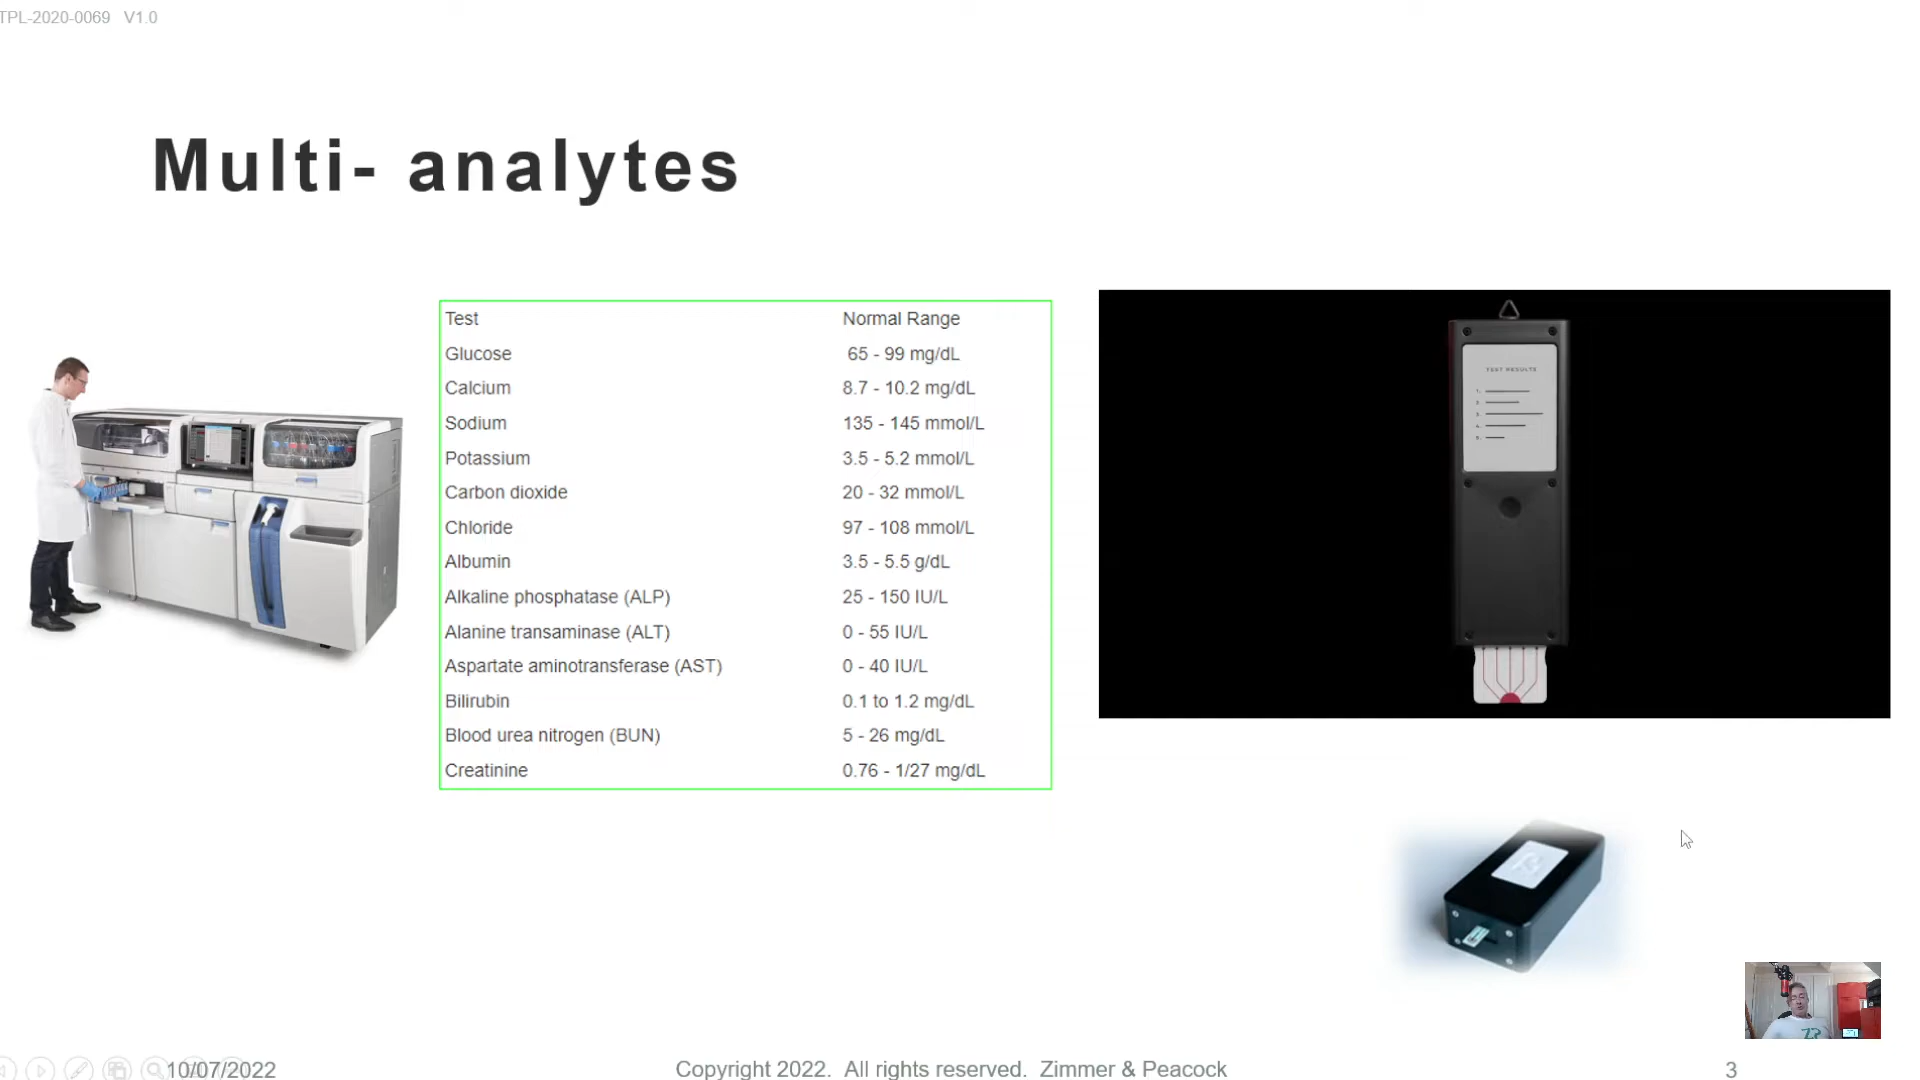 TPL-2020-0069 V1.0
Multi- analytes
Test Normal Range
Glucose 65 - 99 mg/dL
Calcium 8.7 - 10.2 mg/dL
Sodium 135 - 145 mmol/L
Potassium 3.5 - 5.2 mmol/L
Carbon dioxide 20 - 32 mmol/L
Chloride 97 - 108 mmol/L
Albumin 3.5 - 5.5 g/dL
Alkaline phosphatase (ALP) 25 - 150 IU/L
Alanine transaminase (ALT) 0 - 55 IU/L
Aspartate aminotransferase (AST) 0 - 40 IU/L
Bilirubin 0.1 to 1.2 mg/dL
Blood urea nitrogen (BUN) 5 - 26 mg/dL
Creatinine 0.76 - 1/27 mg/dL
TEST RESULTS
1.
2.
3.
4.
5.
10/07/2022
Copyright 2022. All rights reserved. Zimmer & Peacock
3